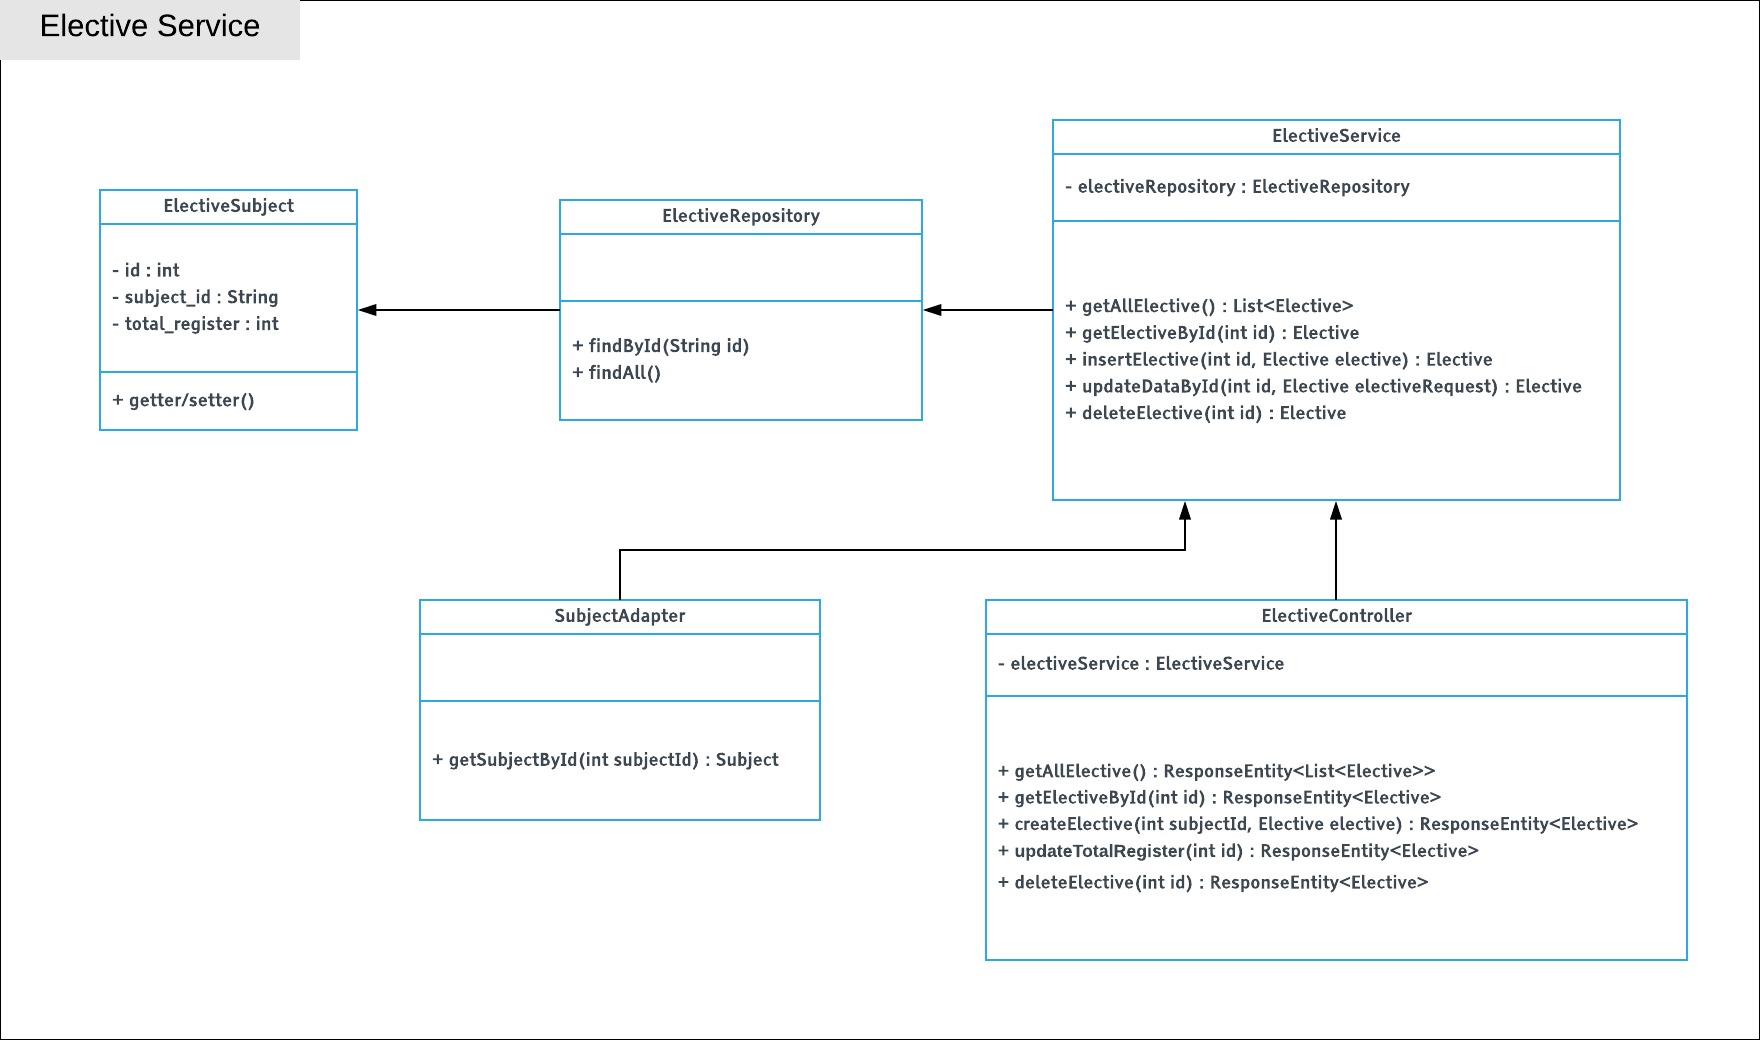 Elective Service
ElectiveSubject
- id : int
- subject_id : String
- total_register : int
+ getter/setter()
ElectiveRepository
+ findById(String id)
+ findAll()
ElectiveService
- electiveRepository : ElectiveRepository
+ getAllElective() : List<Elective>
+ getElectiveById(int id) : Elective
+ insertElective(int id, Elective elective) : Elective
+ updateDataById(int id, Elective electiveRequest) : Elective
+ deleteElective(int id) : Elective
SubjectAdapter
+ getSubjectById(int subjectId) : Subject
ElectiveController
- electiveService : ElectiveService
+ getAllElective() : ResponseEntity<List<Elective>>
+ getElectiveById(int id) : ResponseEntity<Elective>
+ createElective(int subjectId, Elective elective) : ResponseEntity<Elective>
+ updateTotalRegister(int id) : ResponseEntity<Elective>
+ deleteElective(int id) : ResponseEntity<Elective>